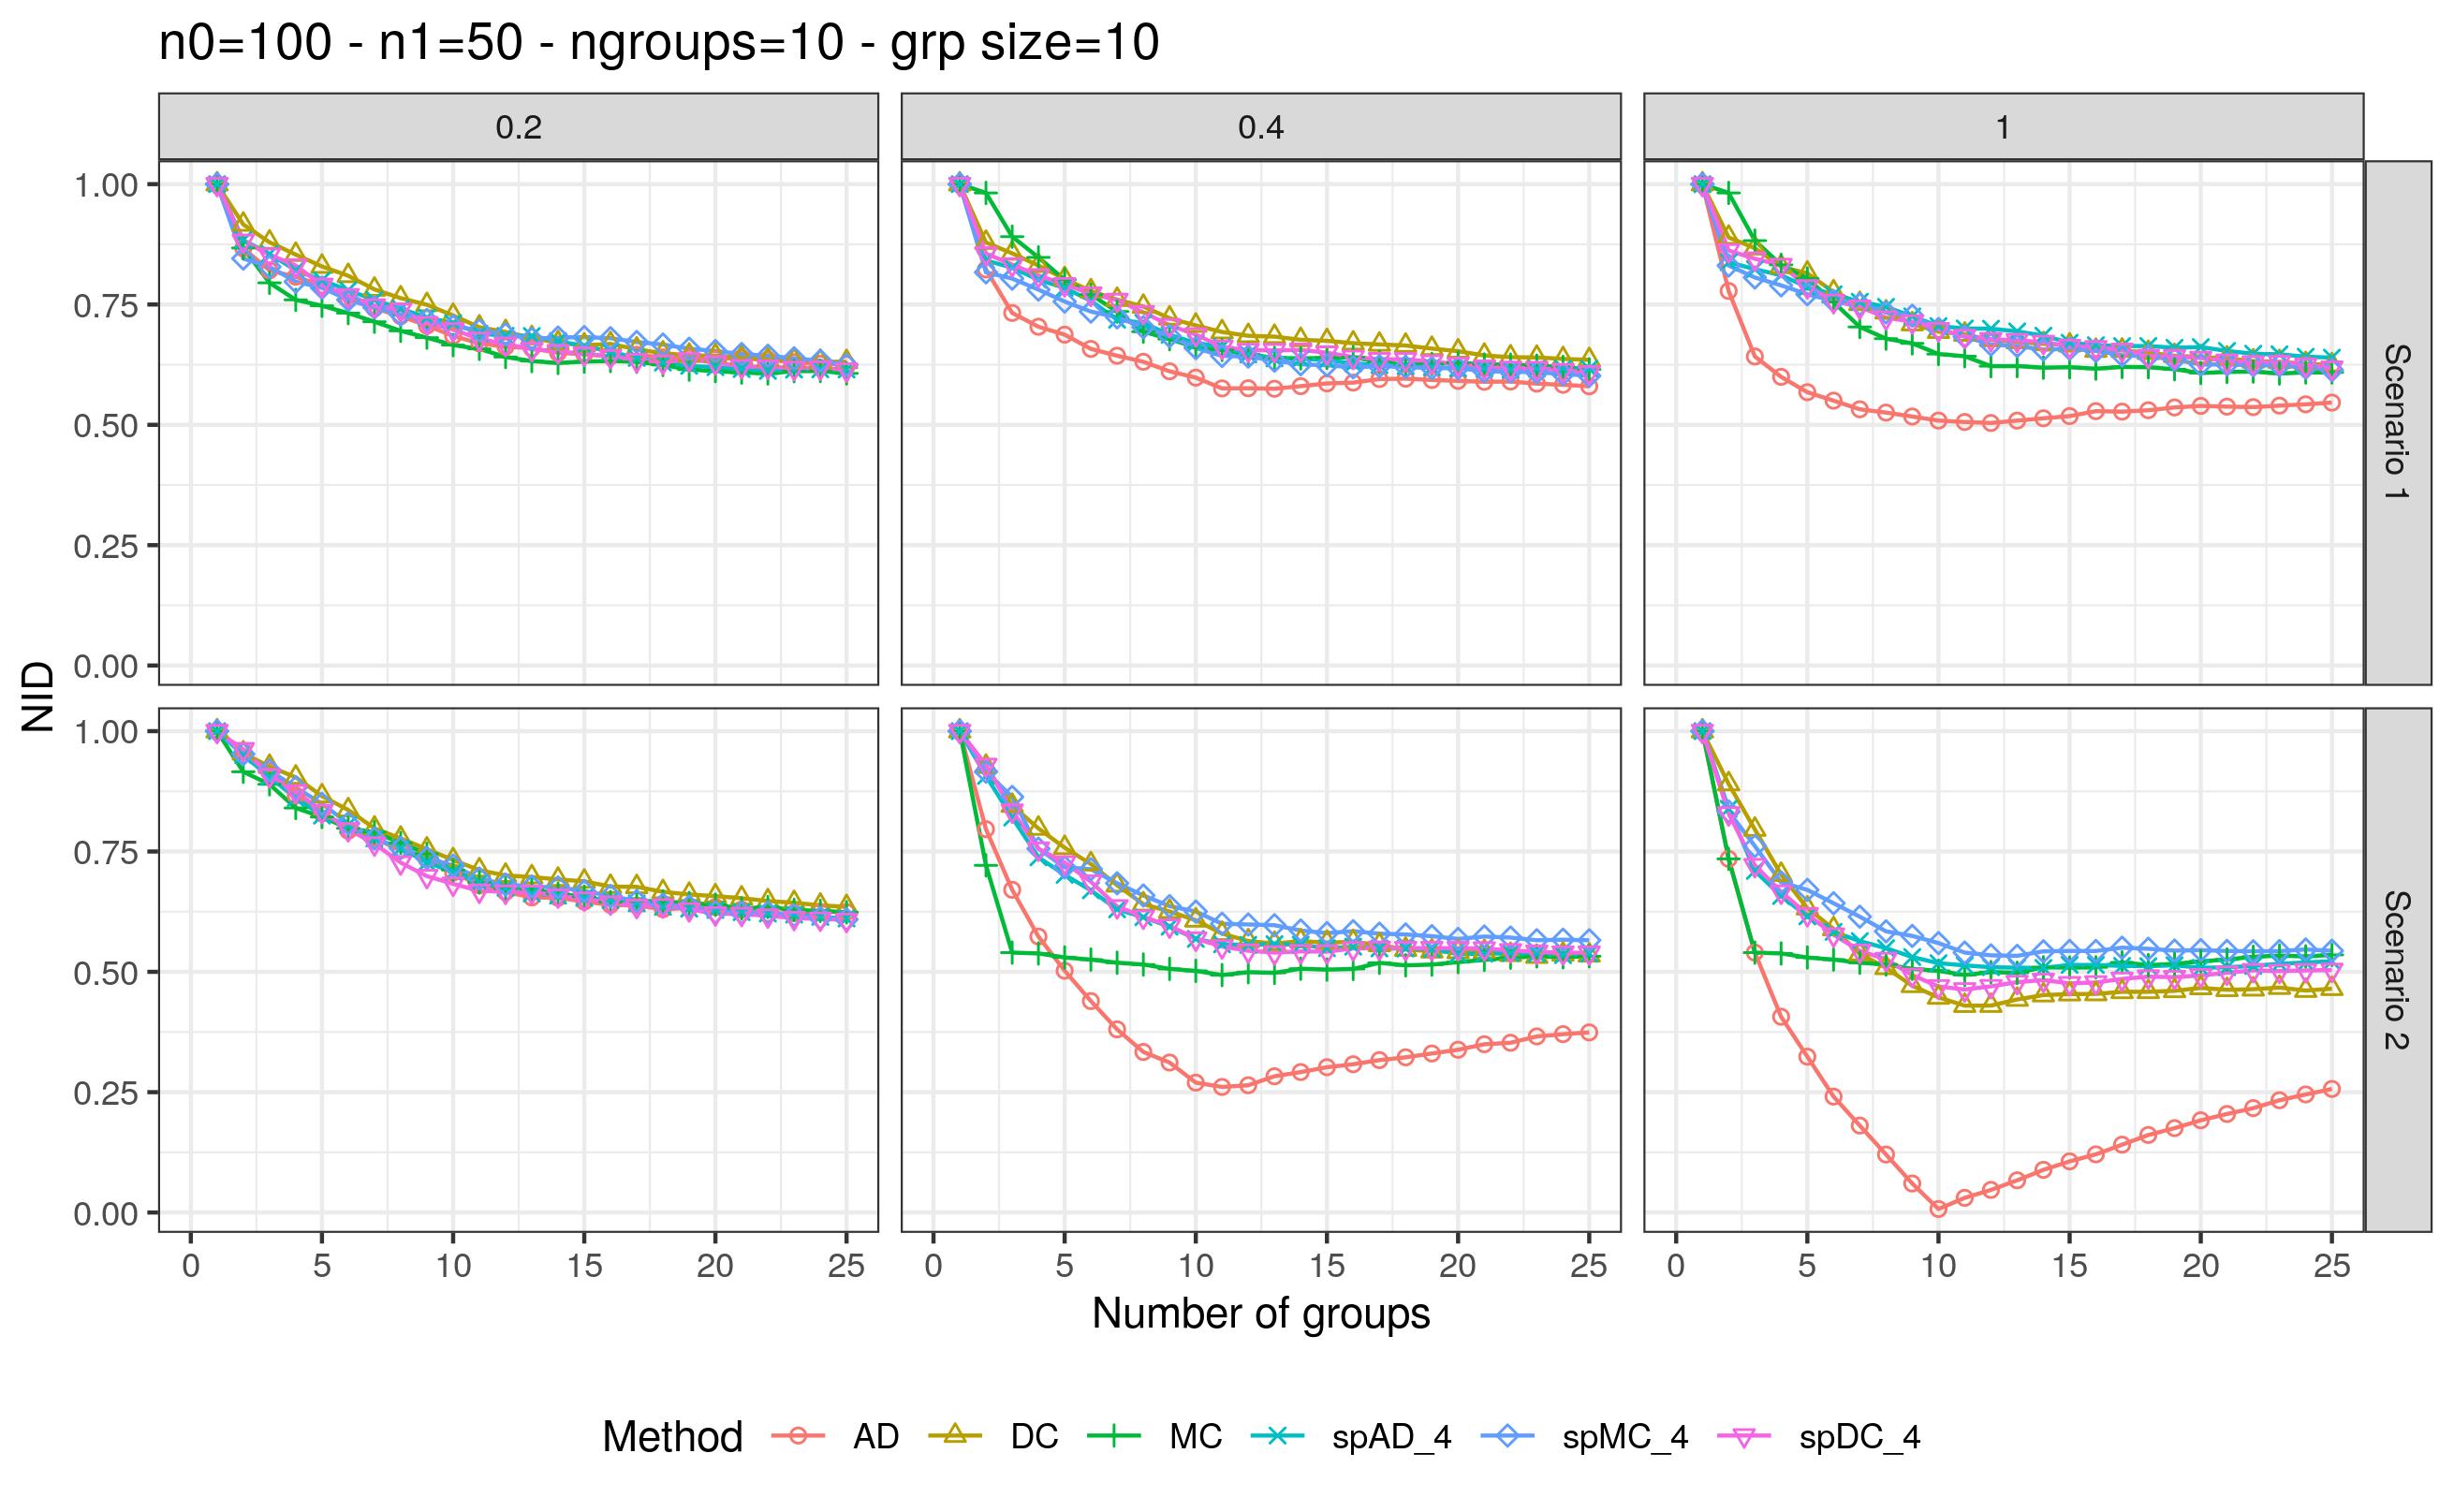 n0=100 - n1=50 - ngroups=10 - grp size=10
0.2
0.4
1
1.00
0.75
0.50
0.25
0.00
Scenario 1
NID
1.00
0.75
0.50
0.25
0.00
Scenario 2
0 5 10 15 20 25
0 5 10 15 20 25
0 5 10 15 20 25
Number of groups
Method AD DC MC spAD_4 spMC_4 spDC_4